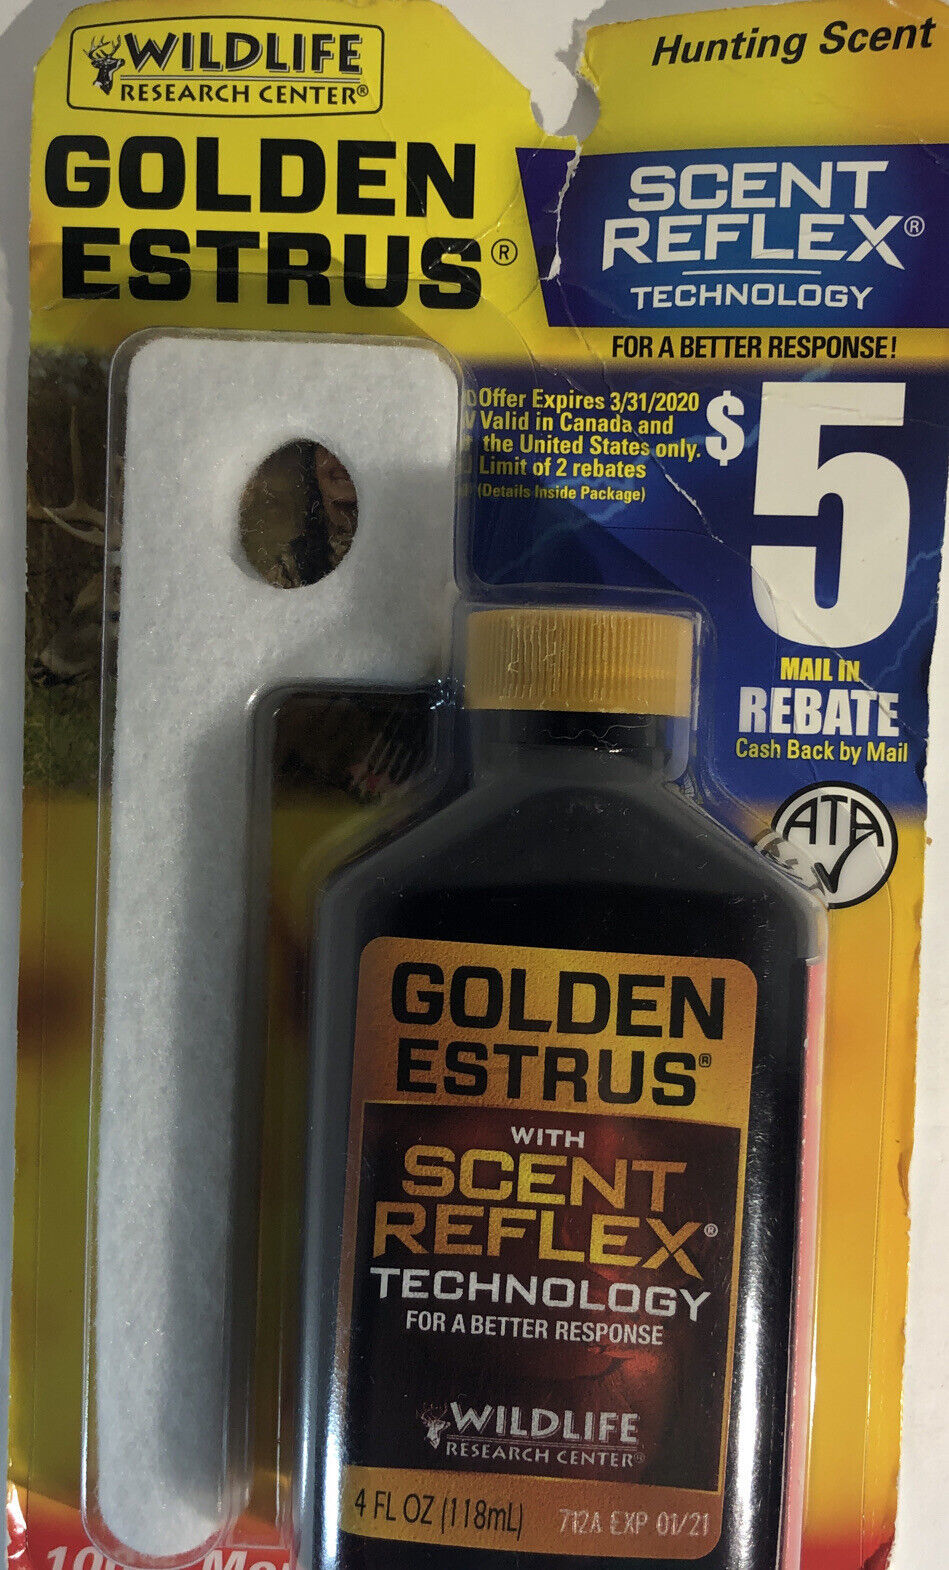 WILDLIFE
RESEARCH CENTER®
Hunting Scent
GOLDEN
ESTRUS®
SCENT
REFLEX®
TECHNOLOGY
FOR A BETTER RESPONSE!
Offer Expires 3/31/2020
Valid in Canada and
the United States only.
Limit of 2 rebates
(Details Inside Package)
$5
MAIL IN
REBATE
Cash Back by Mail
ATA
GOLDEN
ESTRUS®
WITH
SCENT
REFLEX®
TECHNOLOGY
FOR A BETTER RESPONSE
WILDLIFE
RESEARCH CENTER®
4 FL OZ (118mL)
712A EXP 01/21